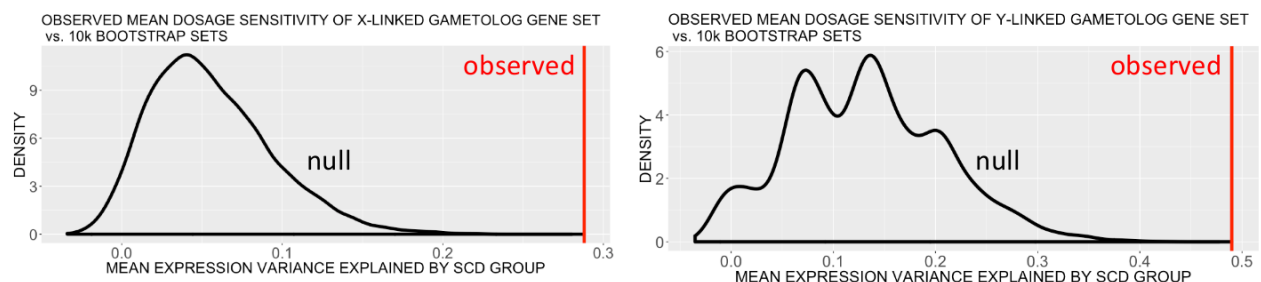 OBSERVED MEAN DOSAGE SENSITIVITY OF X-LINKED GAMETOLOG GENE SET
vs. 10k BOOTSTRAP SETS
observed
9
6
3
0
DENSITY
null
0.0 0.1 0.2 0.3
MEAN EXPRESSION VARIANCE EXPLAINED BY SCD GROUP
OBSERVED MEAN DOSAGE SENSITIVITY OF Y-LINKED GAMETOLOG GENE SET
vs. 10k BOOTSTRAP SETS
observed
6
4
2
0
DENSITY
null
0.0 0.1 0.2 0.3 0.4 0.5
MEAN EXPRESSION VARIANCE EXPLAINED BY SCD GROUP